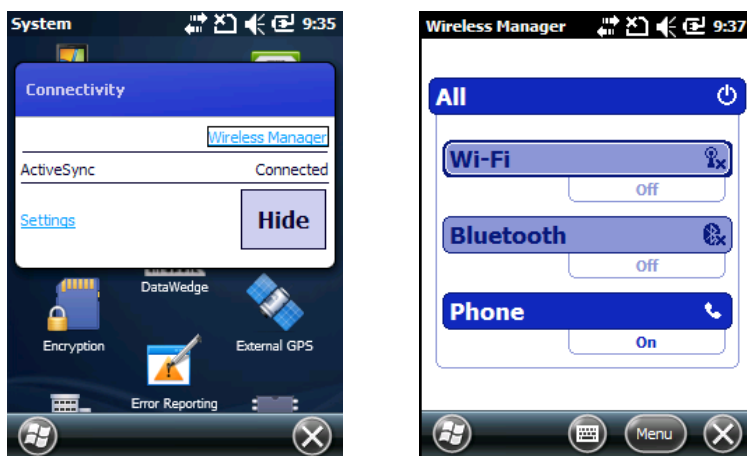 System 9:35
Connectivity
Wireless Manager
ActiveSync Connected
Settings Hide
DataWedge
Encryption External GPS
Error Reporting
Wireless Manager 9:37
All
Wi-Fi
Off
Bluetooth
Off
Phone
On
Menu